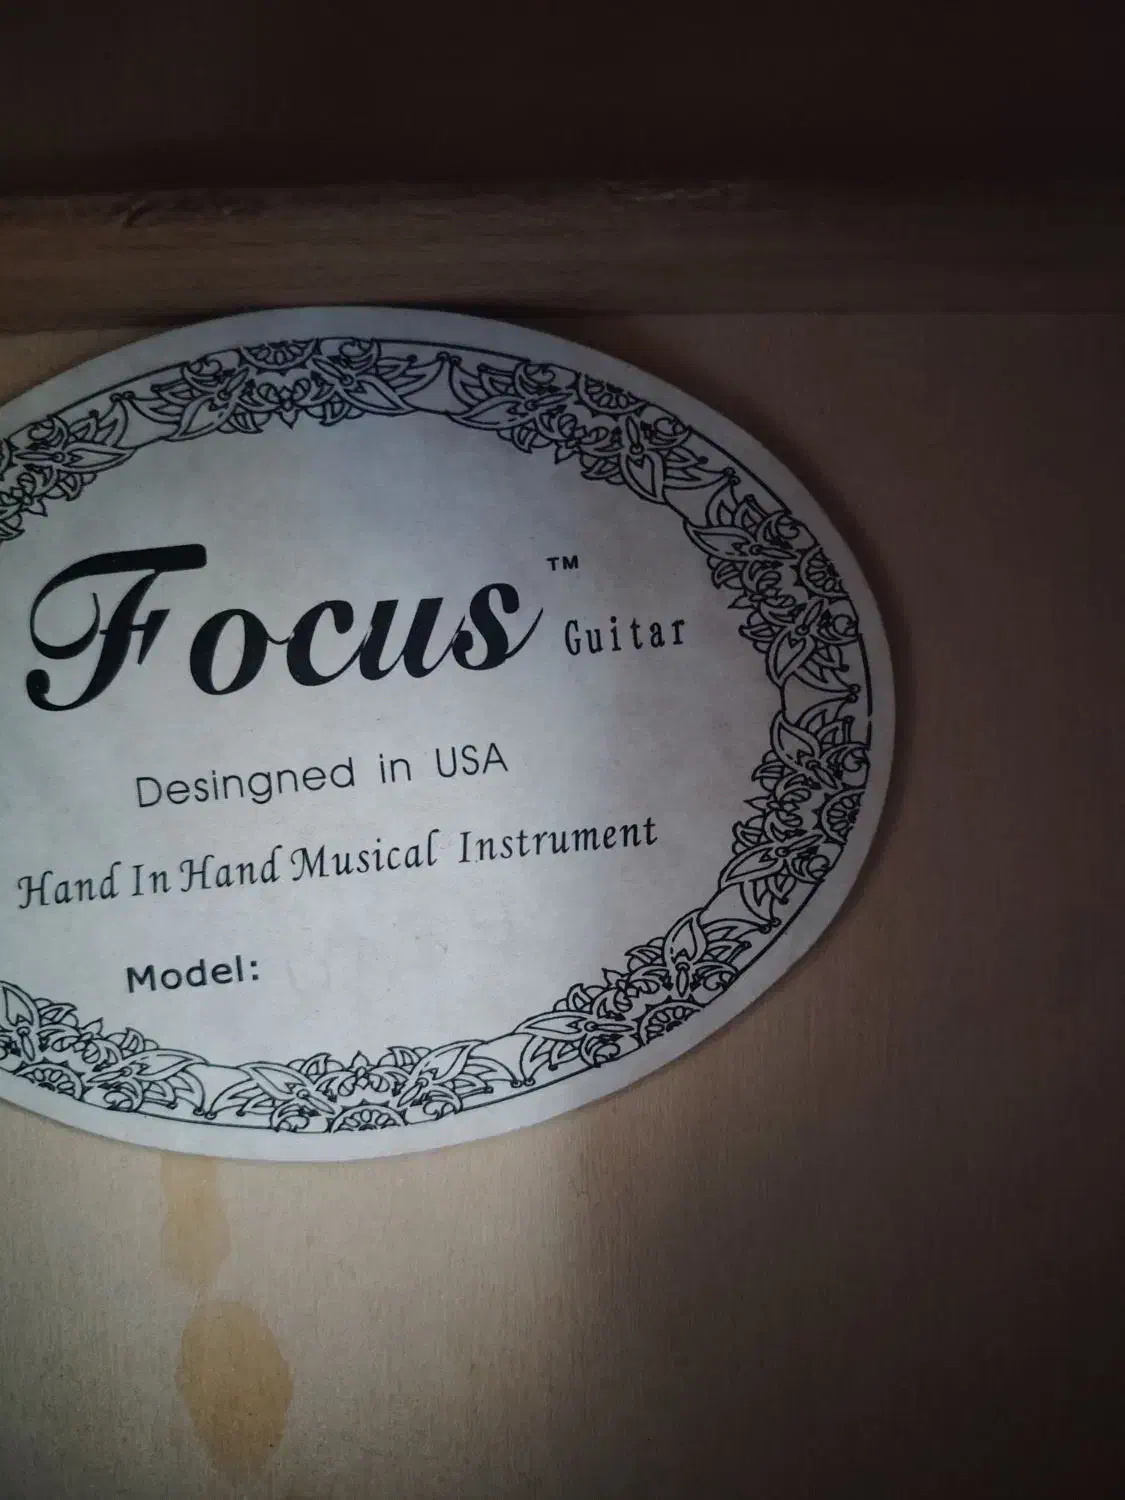 Focus™ Guitar
Desingned in USA
Hand In Hand Musical Instrument
Model: